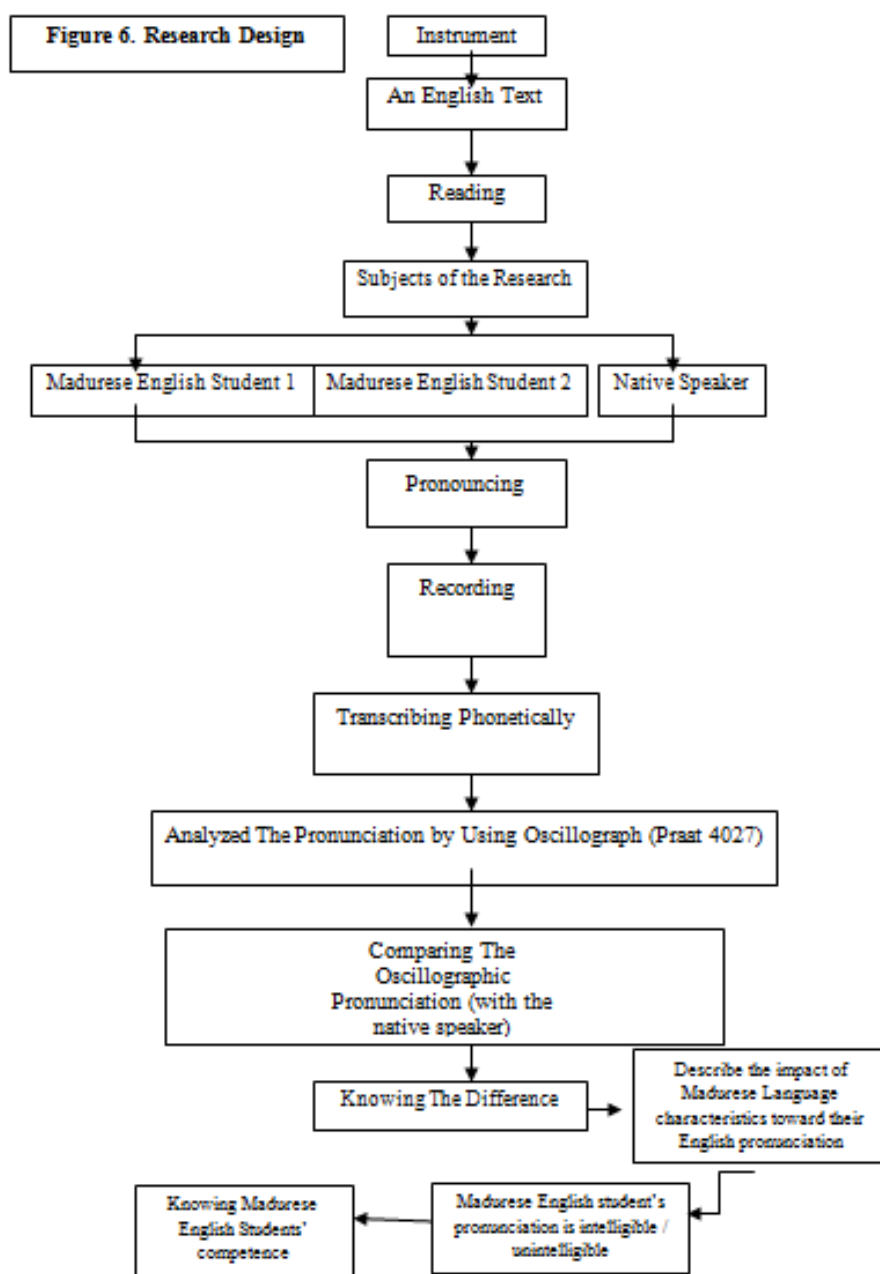 Figure 6. Research Design
Instrument
An English Text
Reading
Subjects of the Research
Madurese English Student 1
Madurese English Student 2
Native Speaker
Pronouncing
Recording
Transcribing Phonetically
Analyzed The Pronunciation by Using Oscillograph (Praat 4027)
Comparing The
Oscillographic
Pronunciation (with the
native speaker)
Knowing The Difference
Describe the impact of
Madurese Language
characteristics toward their
English pronunciation
Madurese English student's
pronunciation is intelligible /
unintelligible
Knowing Madurese
English Students'
competence